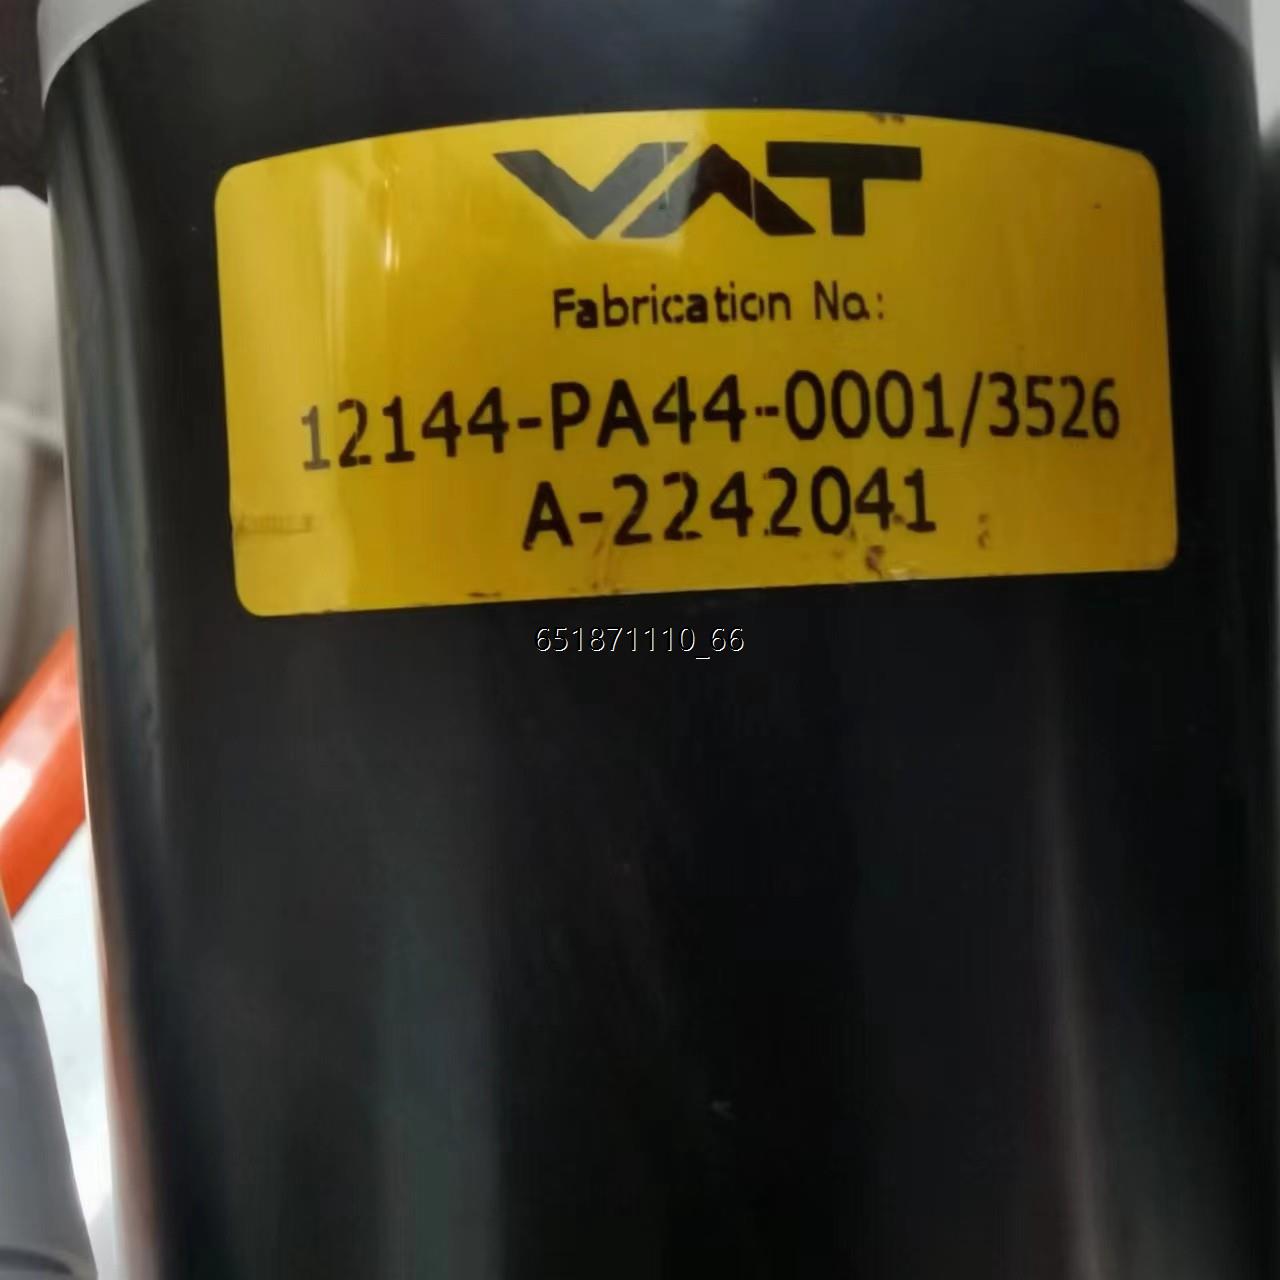 VAT
Fabrication No.:
12144-PA44-0001/3526
A-2242041
651871110_66